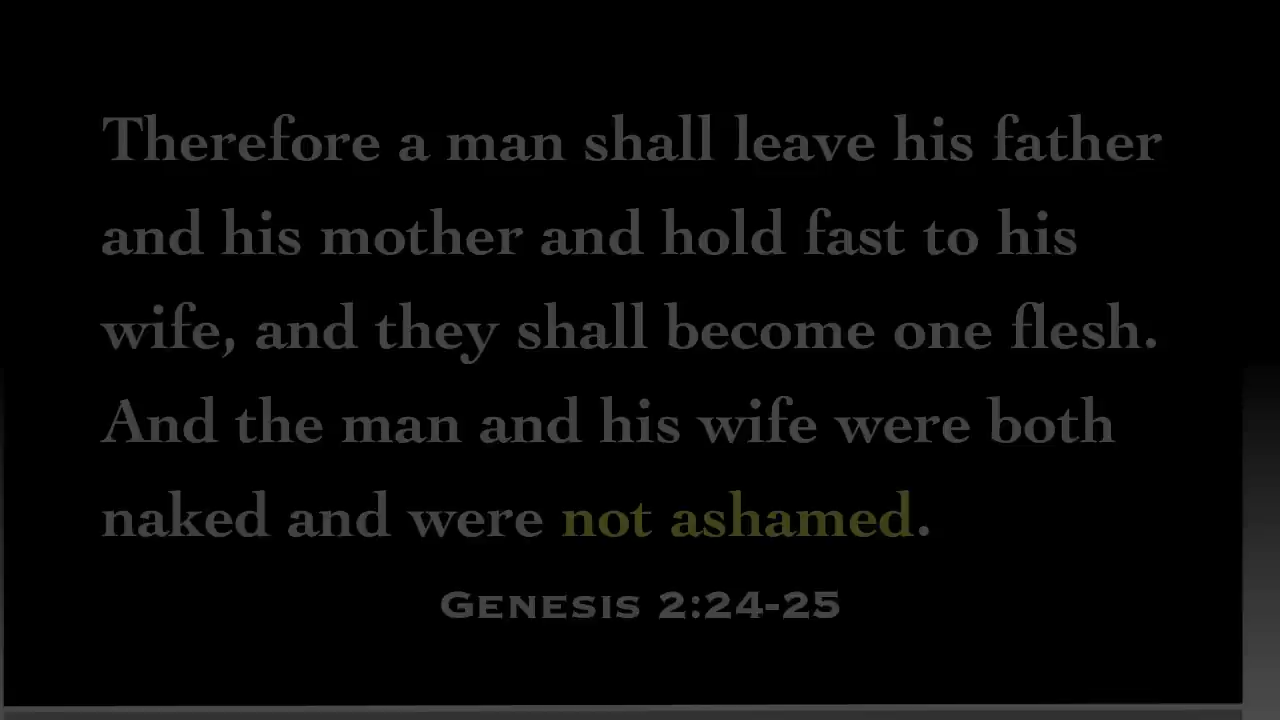 Therefore a man shall leave his father
and his mother and hold fast to his
wife, and they shall become one flesh.
And the man and his wife were both
naked and were not ashamed.
Genesis 2:24-25